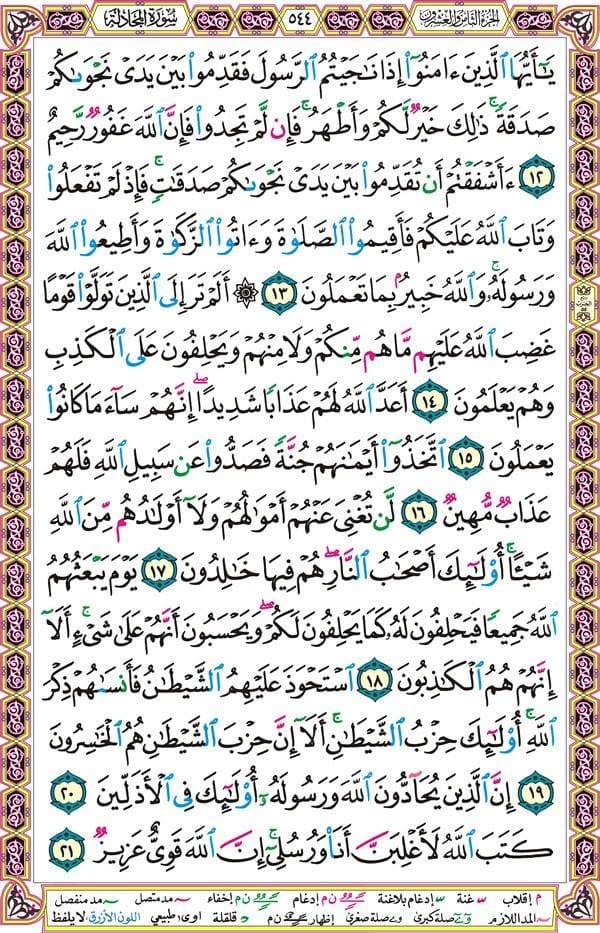 الجزء الثامن والعشرون
٥٤٤
سورة المجادلة
يَٰٓأَيُّهَا ٱلَّذِينَ ءَامَنُوٓا۟ إِذَا نَٰجَيْتُمُ ٱلرَّسُولَ فَقَدِّمُوا۟ بَيْنَ يَدَىْ نَجْوَىٰكُمْ
صَدَقَةً ۚ ذَٰلِكَ خَيْرٌ لَّكُمْ وَأَطْهَرُ ۚ فَإِن لَّمْ تَجِدُوا۟ فَإِنَّ ٱللَّهَ غَفُورٌ رَّحِيمٌ
١٢ ءَأَشْفَقْتُمْ أَن تُقَدِّمُوا۟ بَيْنَ يَدَىْ نَجْوَىٰكُمْ صَدَقَٰتٍ ۚ فَإِذْ لَمْ تَفْعَلُوا۟
وَتَابَ ٱللَّهُ عَلَيْكُمْ فَأَقِيمُوا۟ ٱلصَّلَوٰةَ وَءَاتُوا۟ ٱلزَّكَوٰةَ وَأَطِيعُوا۟ ٱللَّهَ
وَرَسُولَهُۥ ۚ وَٱللَّهُ خَبِيرٌۢ بِمَا تَعْمَلُونَ ١٣ ۞ أَلَمْ تَرَ إِلَى ٱلَّذِينَ تَوَلَّوْا۟ قَوْمًا
غَضِبَ ٱللَّهُ عَلَيْهِم مَّا هُم مِّنكُمْ وَلَا مِنْهُمْ وَيَحْلِفُونَ عَلَى ٱلْكَذِبِ
وَهُمْ يَعْلَمُونَ ١٤ أَعَدَّ ٱللَّهُ لَهُمْ عَذَابًا شَدِيدًا ۖ إِنَّهُمْ سَآءَ مَا كَانُوا۟
يَعْمَلُونَ ١٥ ٱتَّخَذُوٓا۟ أَيْمَٰنَهُمْ جُنَّةً فَصَدُّوا۟ عَن سَبِيلِ ٱللَّهِ فَلَهُمْ
عَذَابٌ مُّهِينٌ ١٦ لَّن تُغْنِىَ عَنْهُمْ أَمْوَٰلُهُمْ وَلَآ أَوْلَٰدُهُم مِّنَ ٱللَّهِ
شَيْـًٔا ۚ أُو۟لَٰٓئِكَ أَصْحَٰبُ ٱلنَّارِ ۖ هُمْ فِيهَا خَٰلِدُونَ ١٧ يَوْمَ يَبْعَثُهُمُ
ٱللَّهُ جَمِيعًا فَيَحْلِفُونَ لَهُۥ كَمَا يَحْلِفُونَ لَكُمْ ۖ وَيَحْسَبُونَ أَنَّهُمْ عَلَىٰ شَىْءٍ ۚ أَلَآ
إِنَّهُمْ هُمُ ٱلْكَٰذِبُونَ ١٨ ٱسْتَحْوَذَ عَلَيْهِمُ ٱلشَّيْطَٰنُ فَأَنسَىٰهُمْ ذِكْرَ
ٱللَّهِ ۚ أُو۟لَٰٓئِكَ حِزْبُ ٱلشَّيْطَٰنِ ۚ أَلَآ إِنَّ حِزْبَ ٱلشَّيْطَٰنِ هُمُ ٱلْخَٰسِرُونَ
١٩ إِنَّ ٱلَّذِينَ يُحَآدُّونَ ٱللَّهَ وَرَسُولَهُۥٓ أُو۟لَٰٓئِكَ فِى ٱلْأَذَلِّينَ ٢٠
كَتَبَ ٱللَّهُ لَأَغْلِبَنَّ أَنَا۠ وَرُسُلِىٓ ۚ إِنَّ ٱللَّهَ قَوِىٌّ عَزِيزٌ ٢١
م إقلاب غنة إدغام بلاغنة ن م إدغام ن م إخفاء مد متصل مد منفصل
المد اللازم صلة كبرى صلة صغرى إظهار ن م قلقلة اوى طبيعي اللون الأزرق لا يلفظ